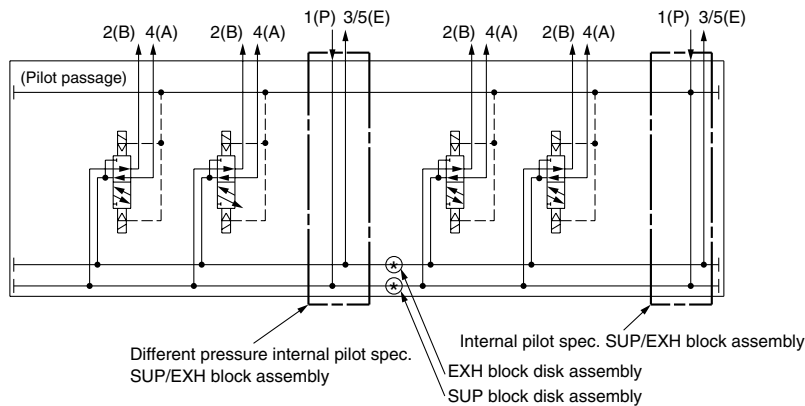 1(P) 3/5(E)
1(P) 3/5(E)
2(B) 4(A)
2(B) 4(A)
2(B) 4(A)
2(B) 4(A)
(Pilot passage)
*
*
Different pressure internal pilot spec.
SUP/EXH block assembly
Internal pilot spec. SUP/EXH block assembly
EXH block disk assembly
SUP block disk assembly